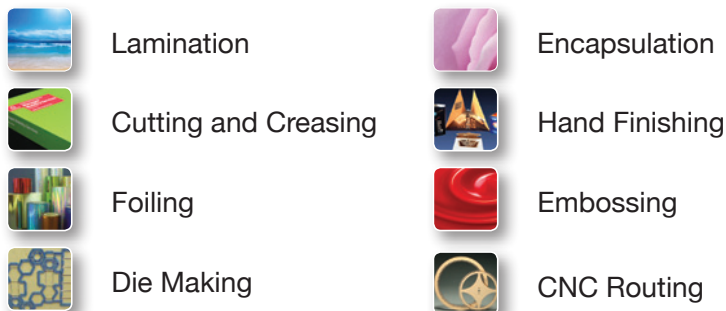 Lamination
Encapsulation
Cutting and Creasing
Hand Finishing
Foiling
Embossing
Die Making
CNC Routing